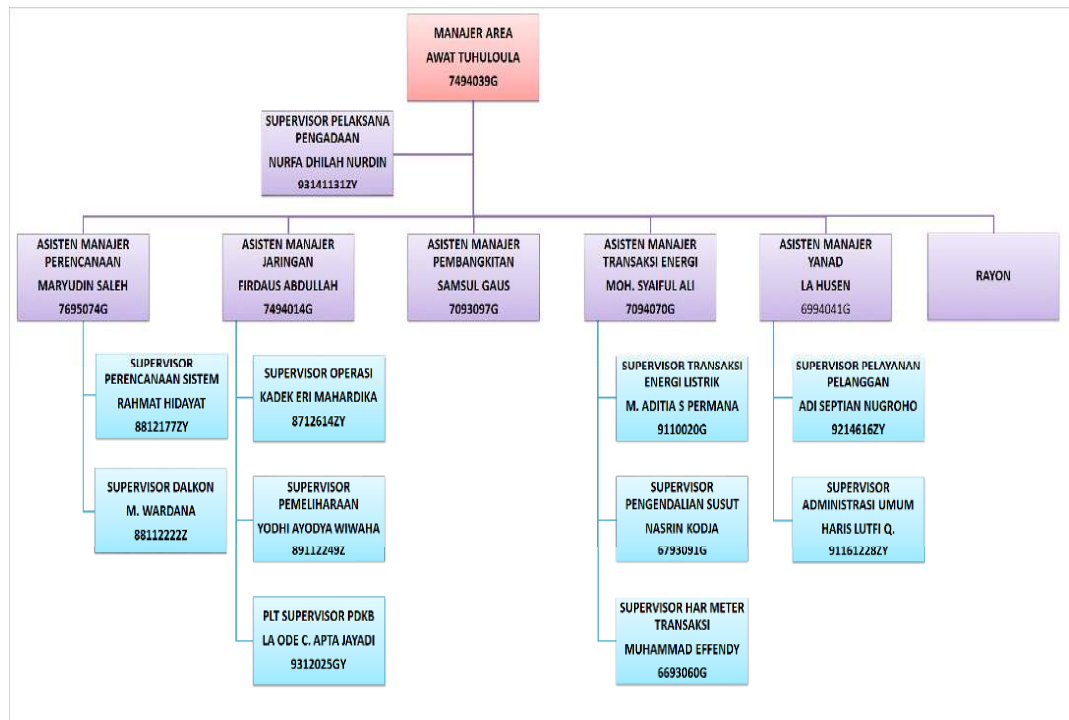 MANAJER AREA
AWAT TUHULOULA
7494039G
SUPERVISOR PELAKSANA
PENGADAAN
NURFA DHILAH NURDIN
93141131ZY
ASISTEN MANAJER
PERENCANAAN
MARYUDIN SALEH
7695074G
ASISTEN MANAJER
JARINGAN
FIRDAUS ABDULLAH
7494014G
ASISTEN MANAJER
PEMBANGKITAN
SAMSUL GAUS
7093097G
ASISTEN MANAJER
TRANSAKSI ENERGI
MOH. SYAIFUL ALI
7094070G
ASISTEN MANAJER
YANAD
LA HUSEN
6994041G
RAYON
SUPERVISOR
PERENCANAAN SISTEM
RAHMAT HIDAYAT
8812177ZY
SUPERVISOR DALKON
M. WARDANA
88112222Z
SUPERVISOR OPERASI
KADEK ERI MAHARDIKA
8712614ZY
SUPERVISOR
PEMELIHARAAN
YODHI AYODYA WIWAHA
89112249Z
PLT SUPERVISOR PDKB
LA ODE C. APTA JAYADI
9312025GY
SUPERVISOR TRANSAKSI
ENERGI LISTRIK
M. ADITIA S PERMANA
9110020G
SUPERVISOR
PENGENDALIAN SUSUT
NASRIN KODJA
6793091G
SUPERVISOR HAR METER
TRANSAKSI
MUHAMMAD EFFENDY
6693060G
SUPERVISOR PELAYANAN
PELANGGAN
ADI SEPTIAN NUGROHO
9214616ZY
SUPERVISOR
ADMINISTRASI UMUM
HARIS LUTFI Q.
91161228ZY